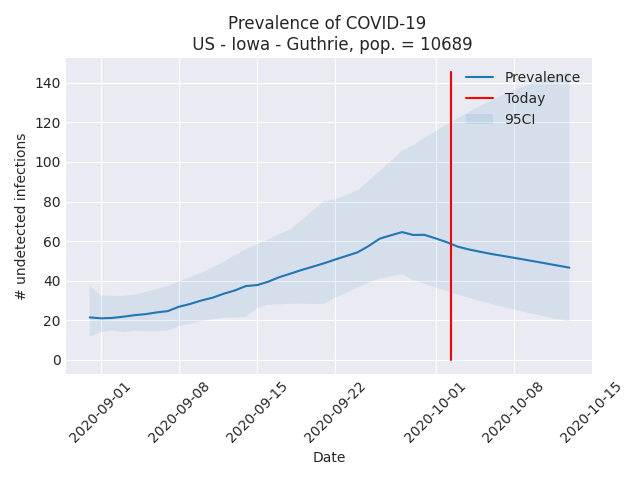 Prevalence of COVID-19
US - Iowa - Guthrie, pop. = 10689
# undetected infections
140
120
100
80
60
40
20
0
Prevalence
Today
95CI
2020-09-01
2020-09-08
2020-09-15
2020-09-22
2020-10-01
2020-10-08
2020-10-15
Date